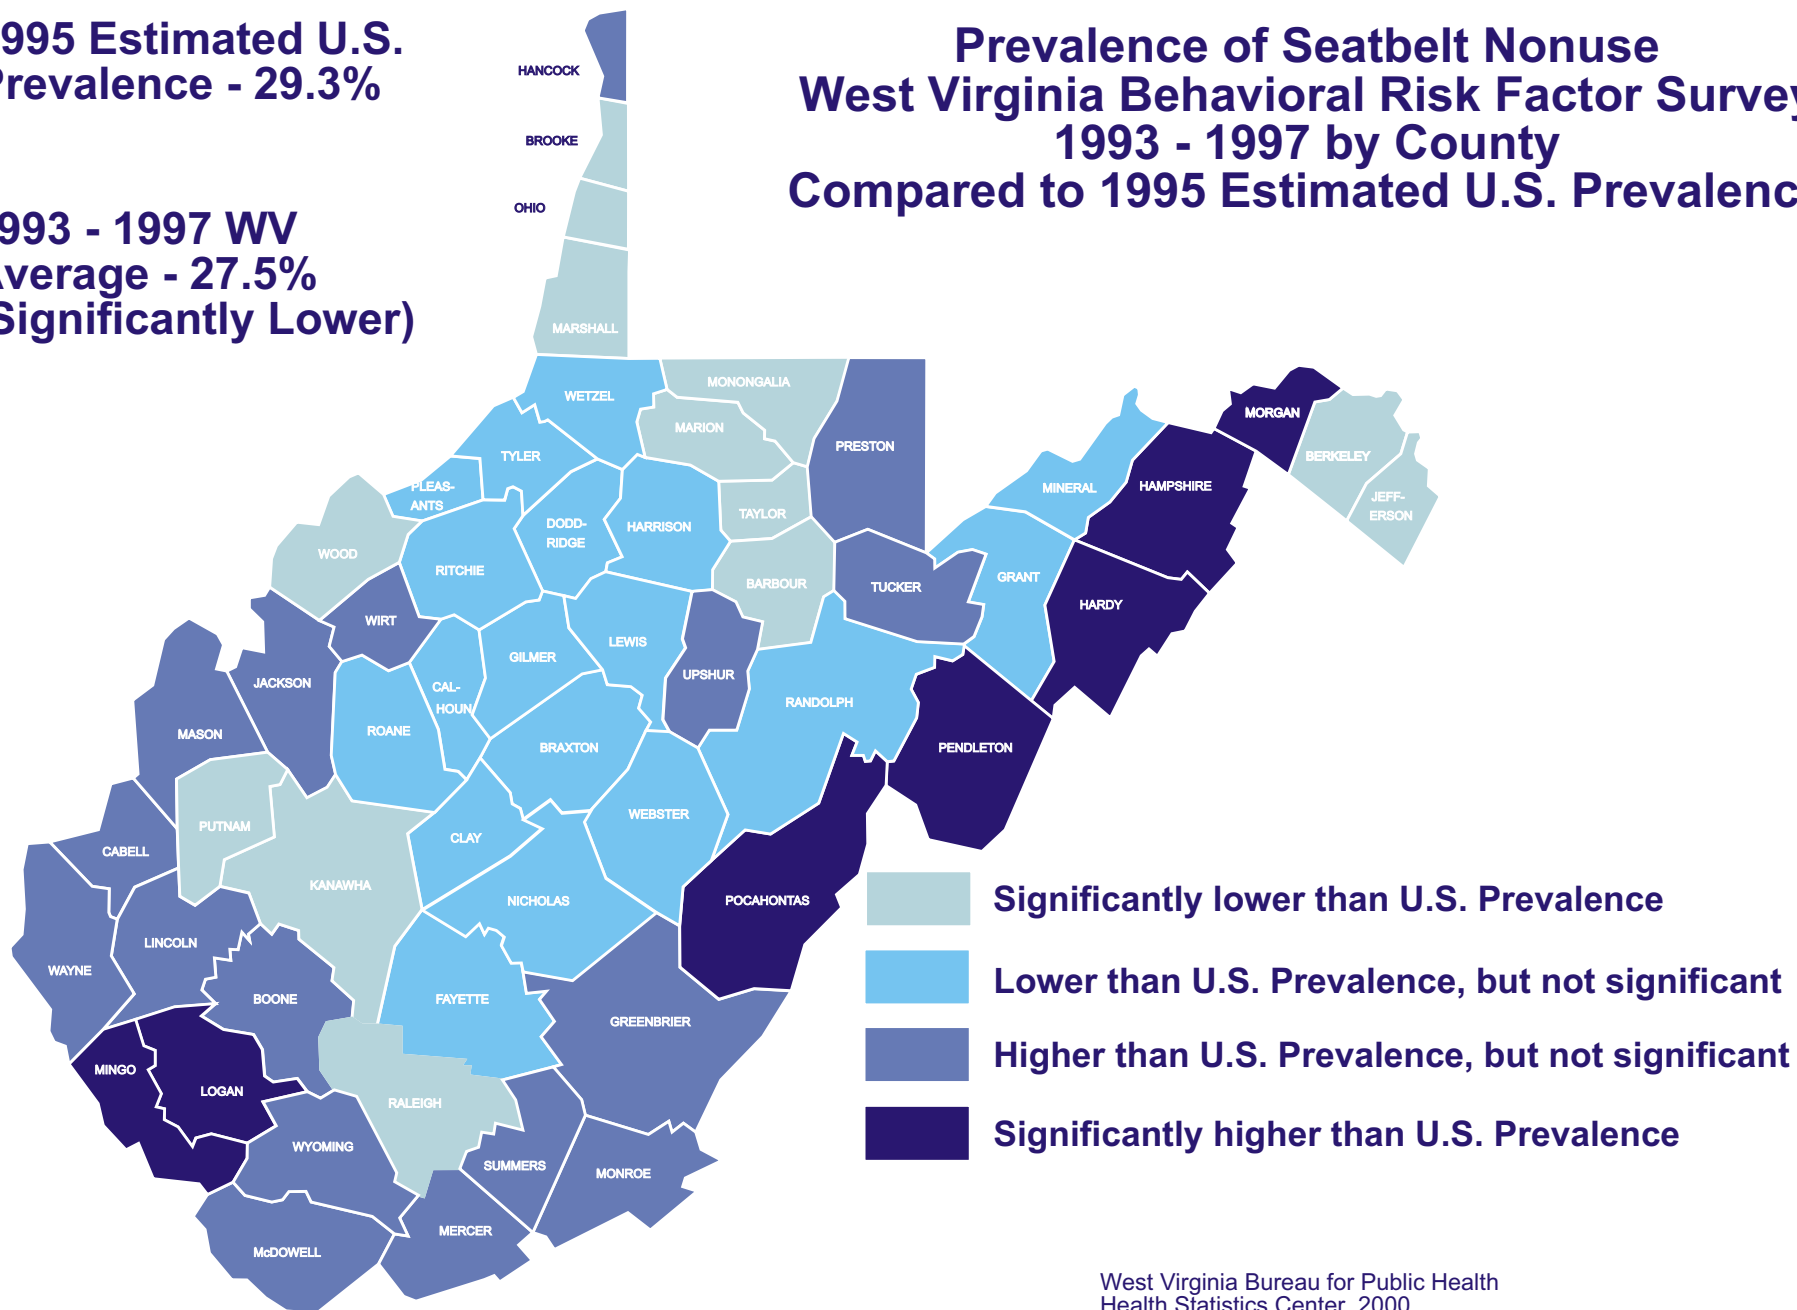 995 Estimated U.S.
Prevalence - 29.3%
993 - 1997 WV
Average - 27.5%
Significantly Lower)
Prevalence of Seatbelt Nonuse
West Virginia Behavioral Risk Factor Survey
1993 - 1997 by County
Compared to 1995 Estimated U.S. Prevalenc
HANCOCK
BROOKE
OHIO
MARSHALL
WETZEL
MONONGALIA
MARION
PRESTON
TYLER
PLEAS-
ANTS
DODD-
RIDGE
HARRISON
TAYLOR
MINERAL
HAMPSHIRE
MORGAN
BERKELEY
JEFF-
ERSON
WOOD
RITCHIE
BARBOUR
TUCKER
GRANT
HARDY
WIRT
JACKSON
CAL-
HOUN
GILMER
LEWIS
UPSHUR
RANDOLPH
MASON
ROANE
BRAXTON
PENDLETON
PUTNAM
CABELL
CLAY
WEBSTER
KANAWHA
NICHOLAS
POCAHONTAS
LINCOLN
WAYNE
BOONE
FAYETTE
GREENBRIER
MINGO
LOGAN
RALEIGH
WYOMING
SUMMERS
MONROE
MERCER
McDOWELL
Significantly lower than U.S. Prevalence
Lower than U.S. Prevalence, but not significant
Higher than U.S. Prevalence, but not significant
Significantly higher than U.S. Prevalence
West Virginia Bureau for Public Health
Health Statistics Center, 2000